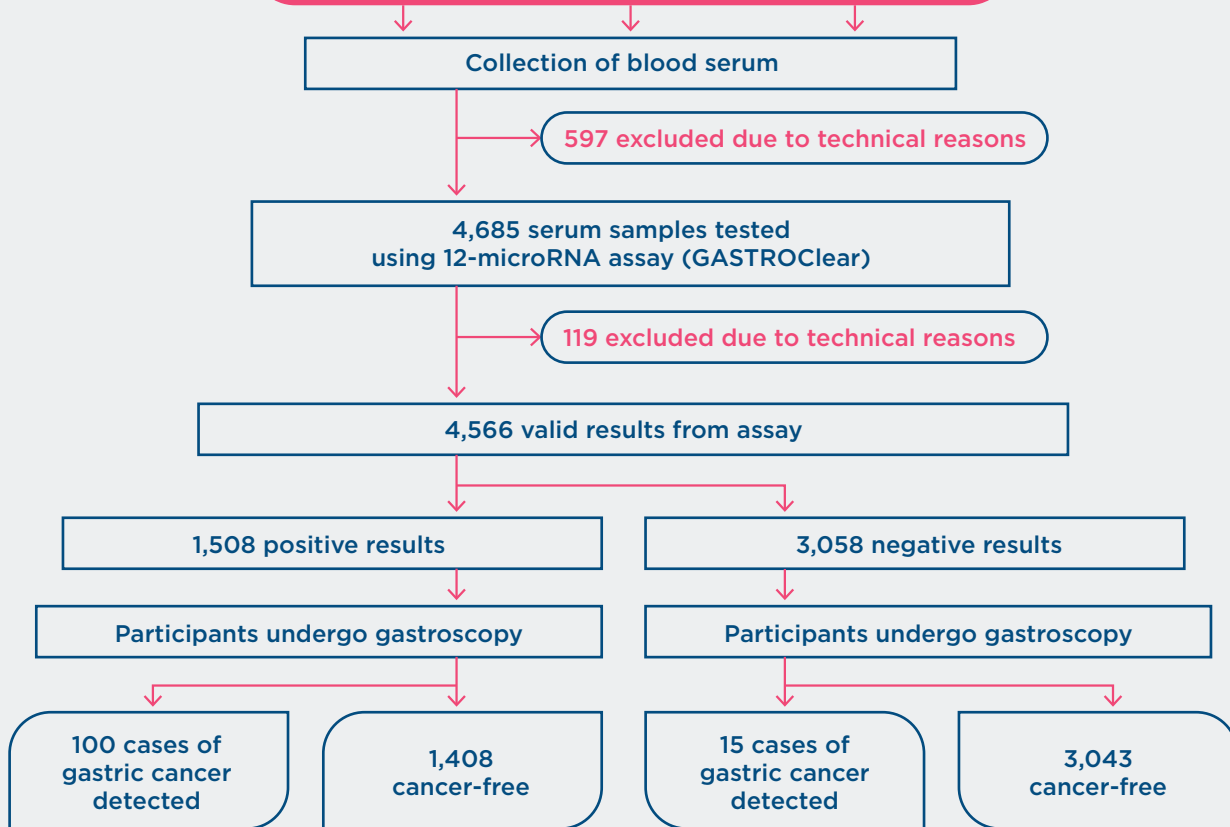 Collection of blood serum
597 excluded due to technical reasons
4,685 serum samples tested
using 12-microRNA assay (GASTROClear)
119 excluded due to technical reasons
4,566 valid results from assay
1,508 positive results
3,058 negative results
Participants undergo gastroscopy
Participants undergo gastroscopy
100 cases of
gastric cancer
detected
1,408
cancer-free
15 cases of
gastric cancer
detected
3,043
cancer-free